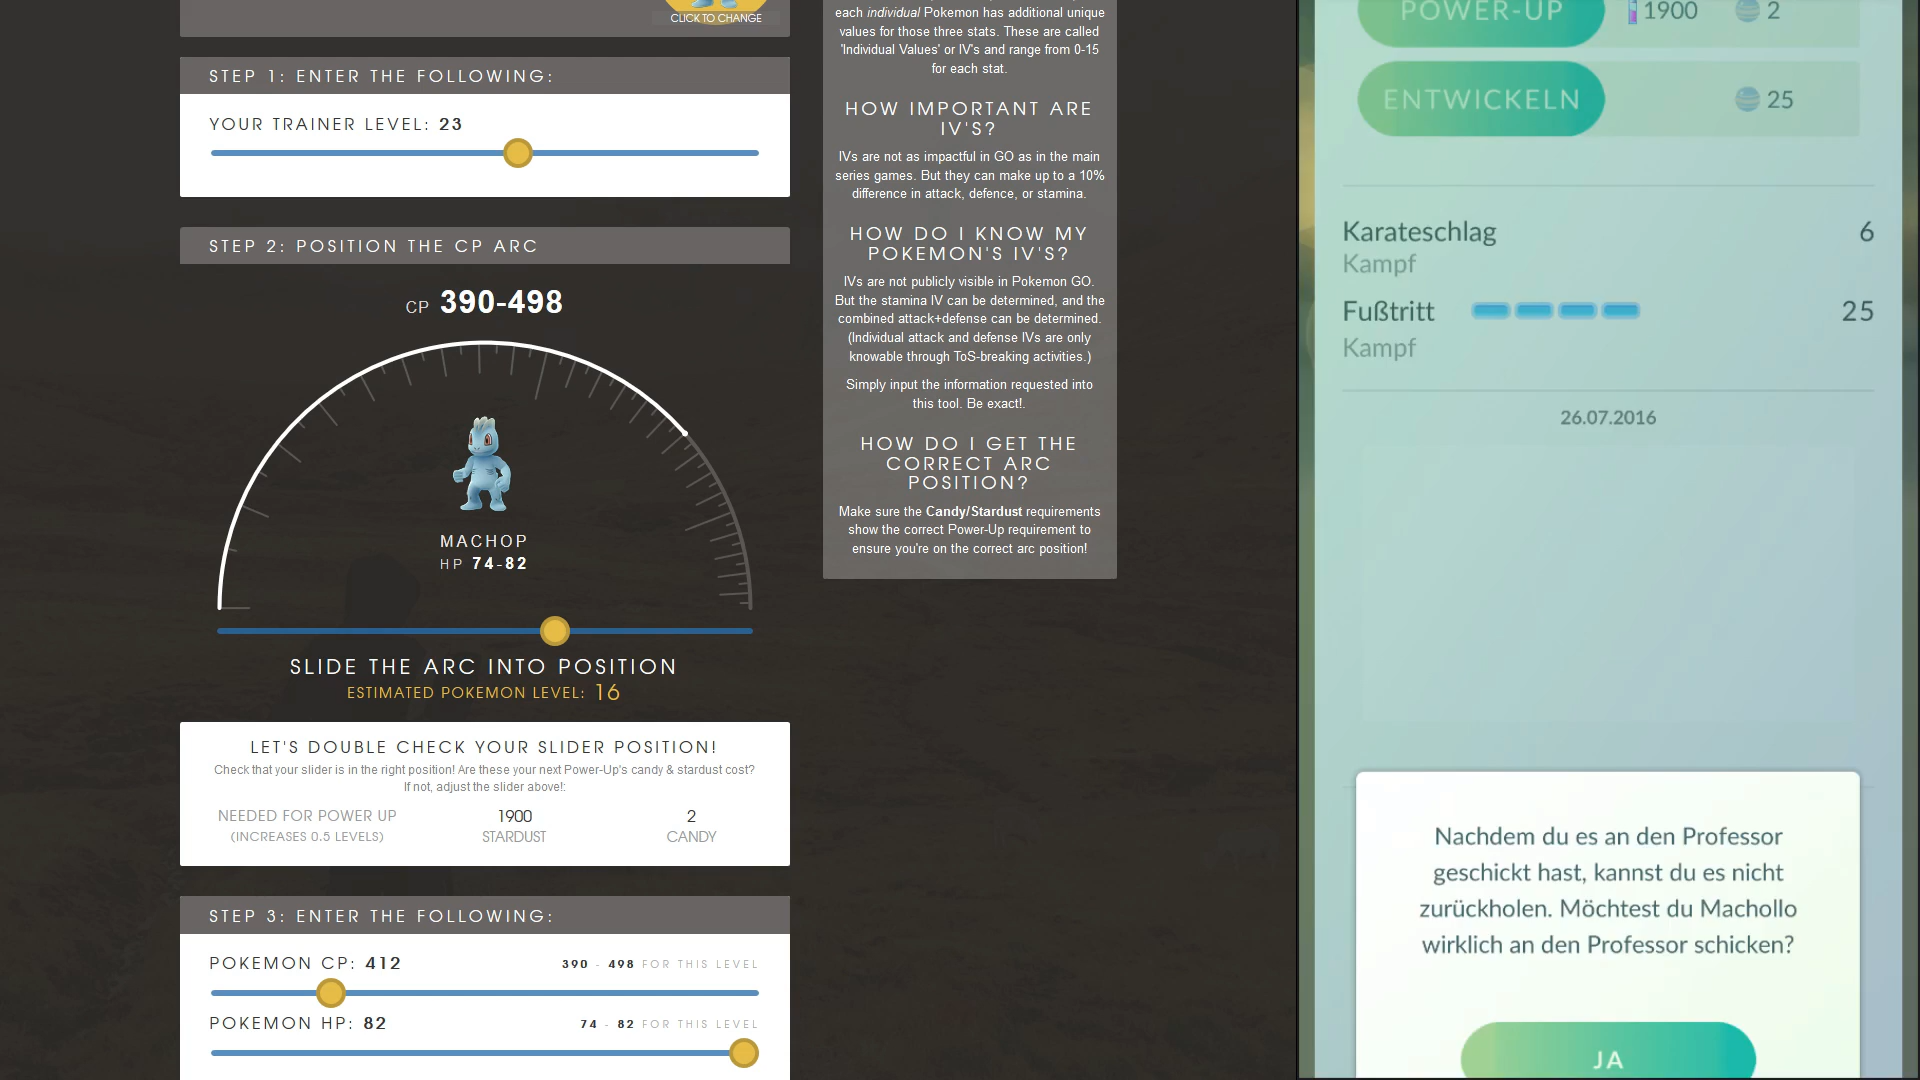 CLICK TO CHANGE
STEP 1: ENTER THE FOLLOWING:
YOUR TRAINER LEVEL: 23
STEP 2: POSITION THE CP ARC
CP 390-498
MACHOP
HP 74-82
SLIDE THE ARC INTO POSITION
ESTIMATED POKEMON LEVEL: 16
LET'S DOUBLE CHECK YOUR SLIDER POSITION!
Check that your slider is in the right position! Are these your next Power-Up's candy & stardust cost?
If not, adjust the slider above!:
NEEDED FOR POWER UP
(INCREASES 0.5 LEVELS)
1900
STARDUST
2
CANDY
STEP 3: ENTER THE FOLLOWING:
POKEMON CP: 412
390 - 498 FOR THIS LEVEL
POKEMON HP: 82
74 - 82 FOR THIS LEVEL
each individual Pokemon has additional unique
values for those three stats. These are called
'Individual Values' or IV's and range from 0-15
for each stat.
HOW IMPORTANT ARE
IV'S?
IVs are not as impactful in GO as in the main
series games. But they can make up to a 10%
difference in attack, defence, or stamina.
HOW DO I KNOW MY
POKEMON'S IV'S?
IVs are not publicly visible in Pokemon GO.
But the stamina IV can be determined, and the
combined attack+defense can be determined.
(Individual attack and defense IVs are only
knowable through ToS-breaking activities.)
Simply input the information requested into
this tool. Be exact!.
HOW DO I GET THE
CORRECT ARC
POSITION?
Make sure the Candy/Stardust requirements
show the correct Power-Up requirement to
ensure you're on the correct arc position!
POWER-UP 1900 2
ENTWICKELN 25
Karateschlag 6
Kampf
Fußtritt 25
Kampf
26.07.2016
Nachdem du es an den Professor
geschickt hast, kannst du es nicht
zurückholen. Möchtest du Machollo
wirklich an den Professor schicken?
JA